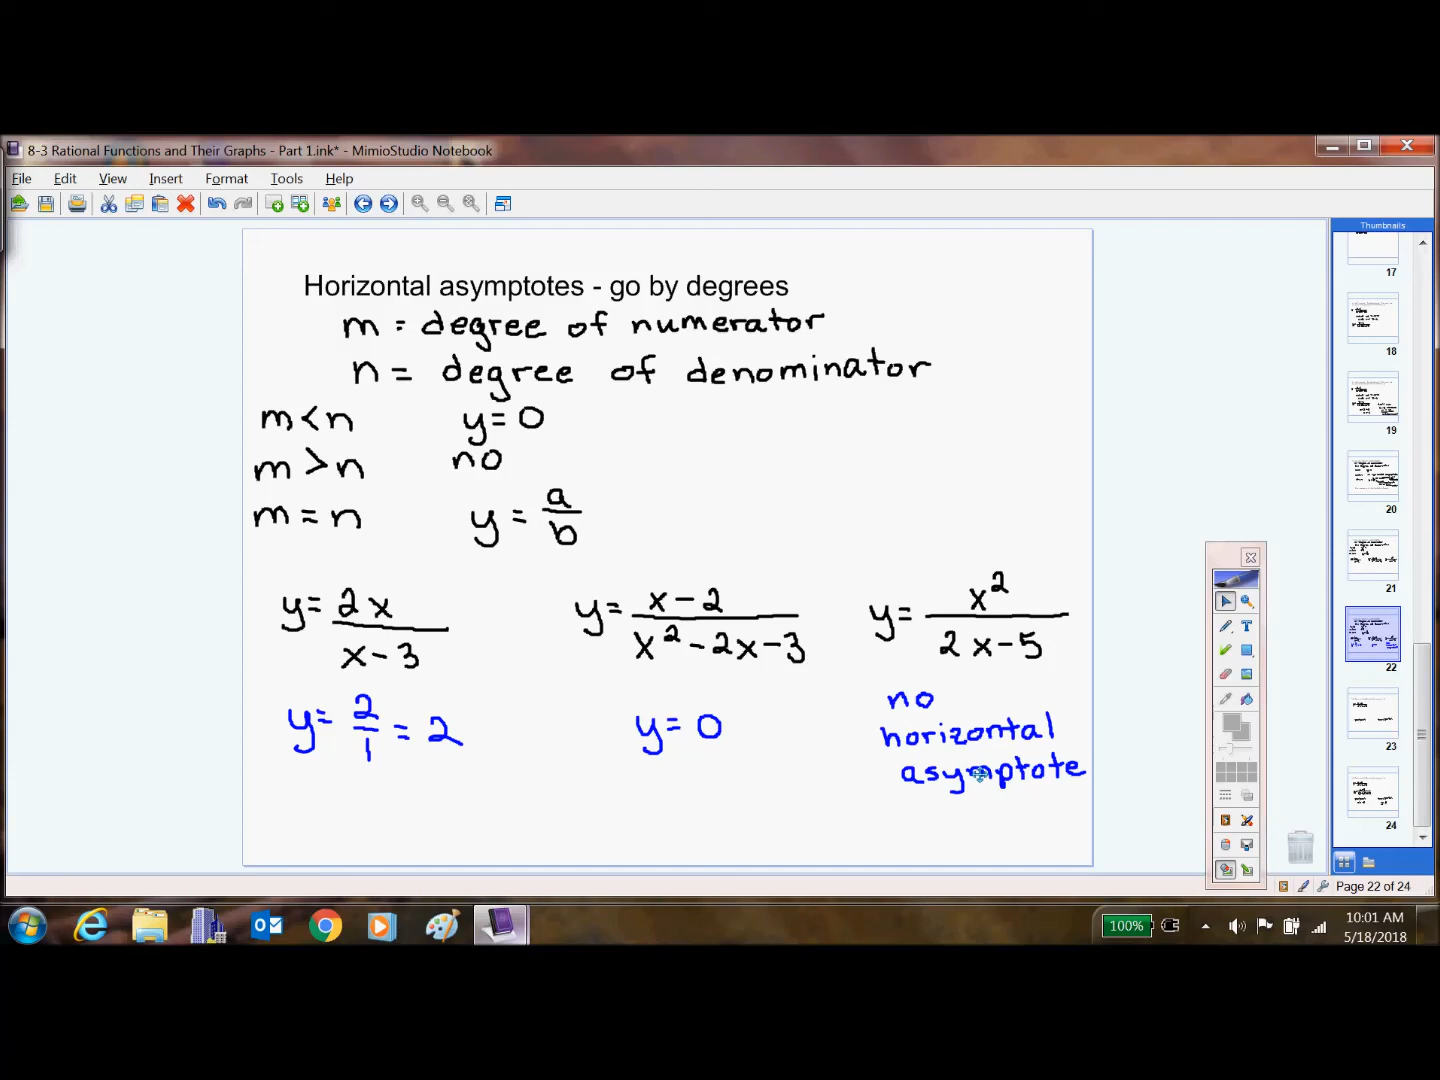 8-3 Rational Functions and Their Graphs - Part 1.ink* - MimioStudio Notebook
File Edit View Insert Format Tools Help
Thumbnails
Horizontal asymptotes - go by degrees
m = degree of numerator
n = degree of denominator
m < n y = 0
m > n no
m = n y = a/b
y = 2x/(x-3) y = (x-2)/(x²-2x-3) y = x²/(2x-5)
y = 2/1 = 2 y = 0 no
horizontal
asymptote
17
18
19
20
21
22
23
24
Page 22 of 24
100% 10:01 AM
5/18/2018